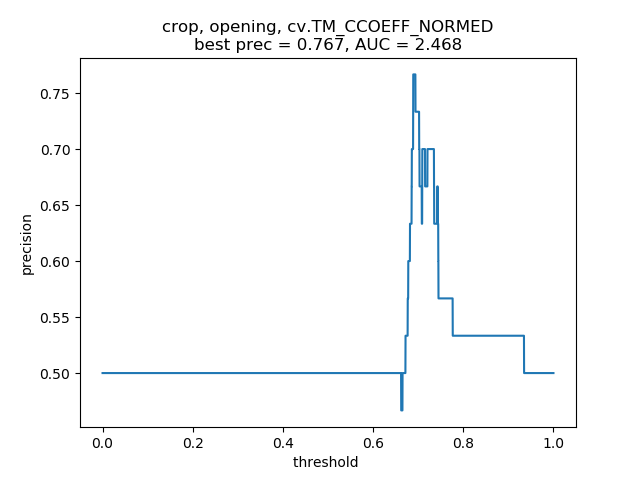 crop, opening, cv.TM_CCOEFF_NORMED
best prec = 0.767, AUC = 2.468
0.75
0.70
0.65
0.60
0.55
0.50
precision
0.0 0.2 0.4 0.6 0.8 1.0
threshold